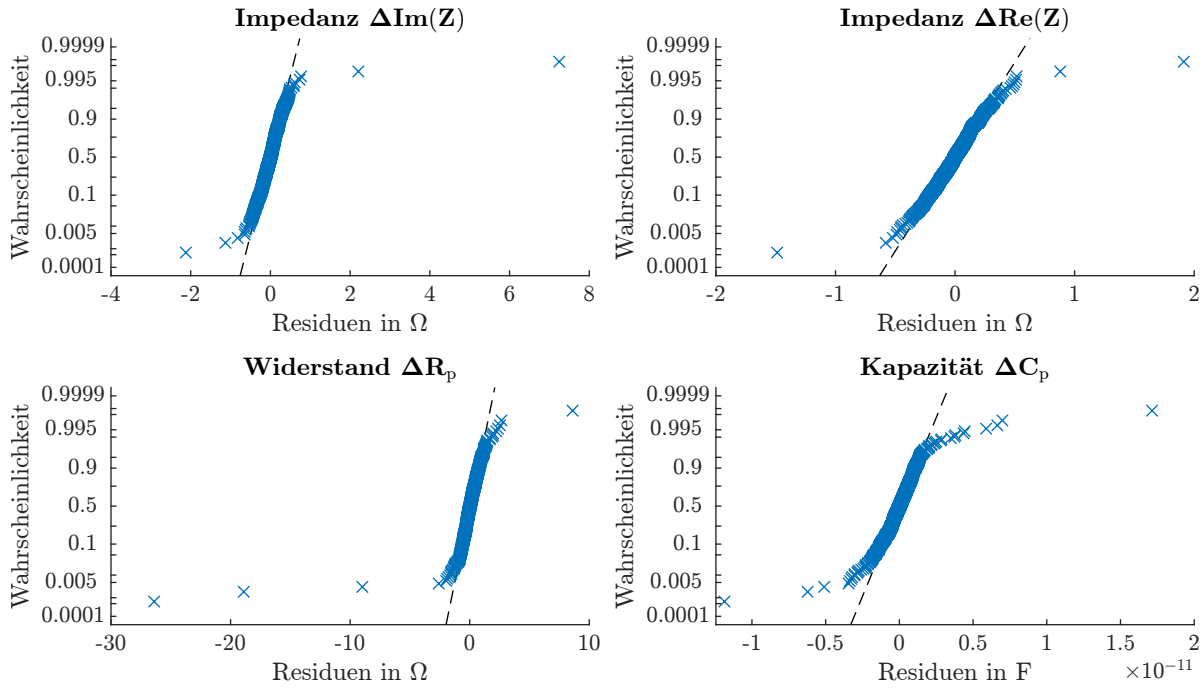 Impedanz ΔIm(Z)
Wahrscheinlichkeit
0.9999
0.995
0.9
0.5
0.1
0.005
0.0001
-4 -2 0 2 4 6 8
Residuen in Ω
Impedanz ΔRe(Z)
Wahrscheinlichkeit
0.9999
0.995
0.9
0.5
0.1
0.005
0.0001
-2 -1 0 1 2
Residuen in Ω
Widerstand ΔRp
Wahrscheinlichkeit
0.9999
0.995
0.9
0.5
0.1
0.005
0.0001
-30 -20 -10 0 10
Residuen in Ω
Kapazität ΔCp
Wahrscheinlichkeit
0.9999
0.995
0.9
0.5
0.1
0.005
0.0001
-1 -0.5 0 0.5 1 1.5 2
Residuen in F ×10⁻¹¹